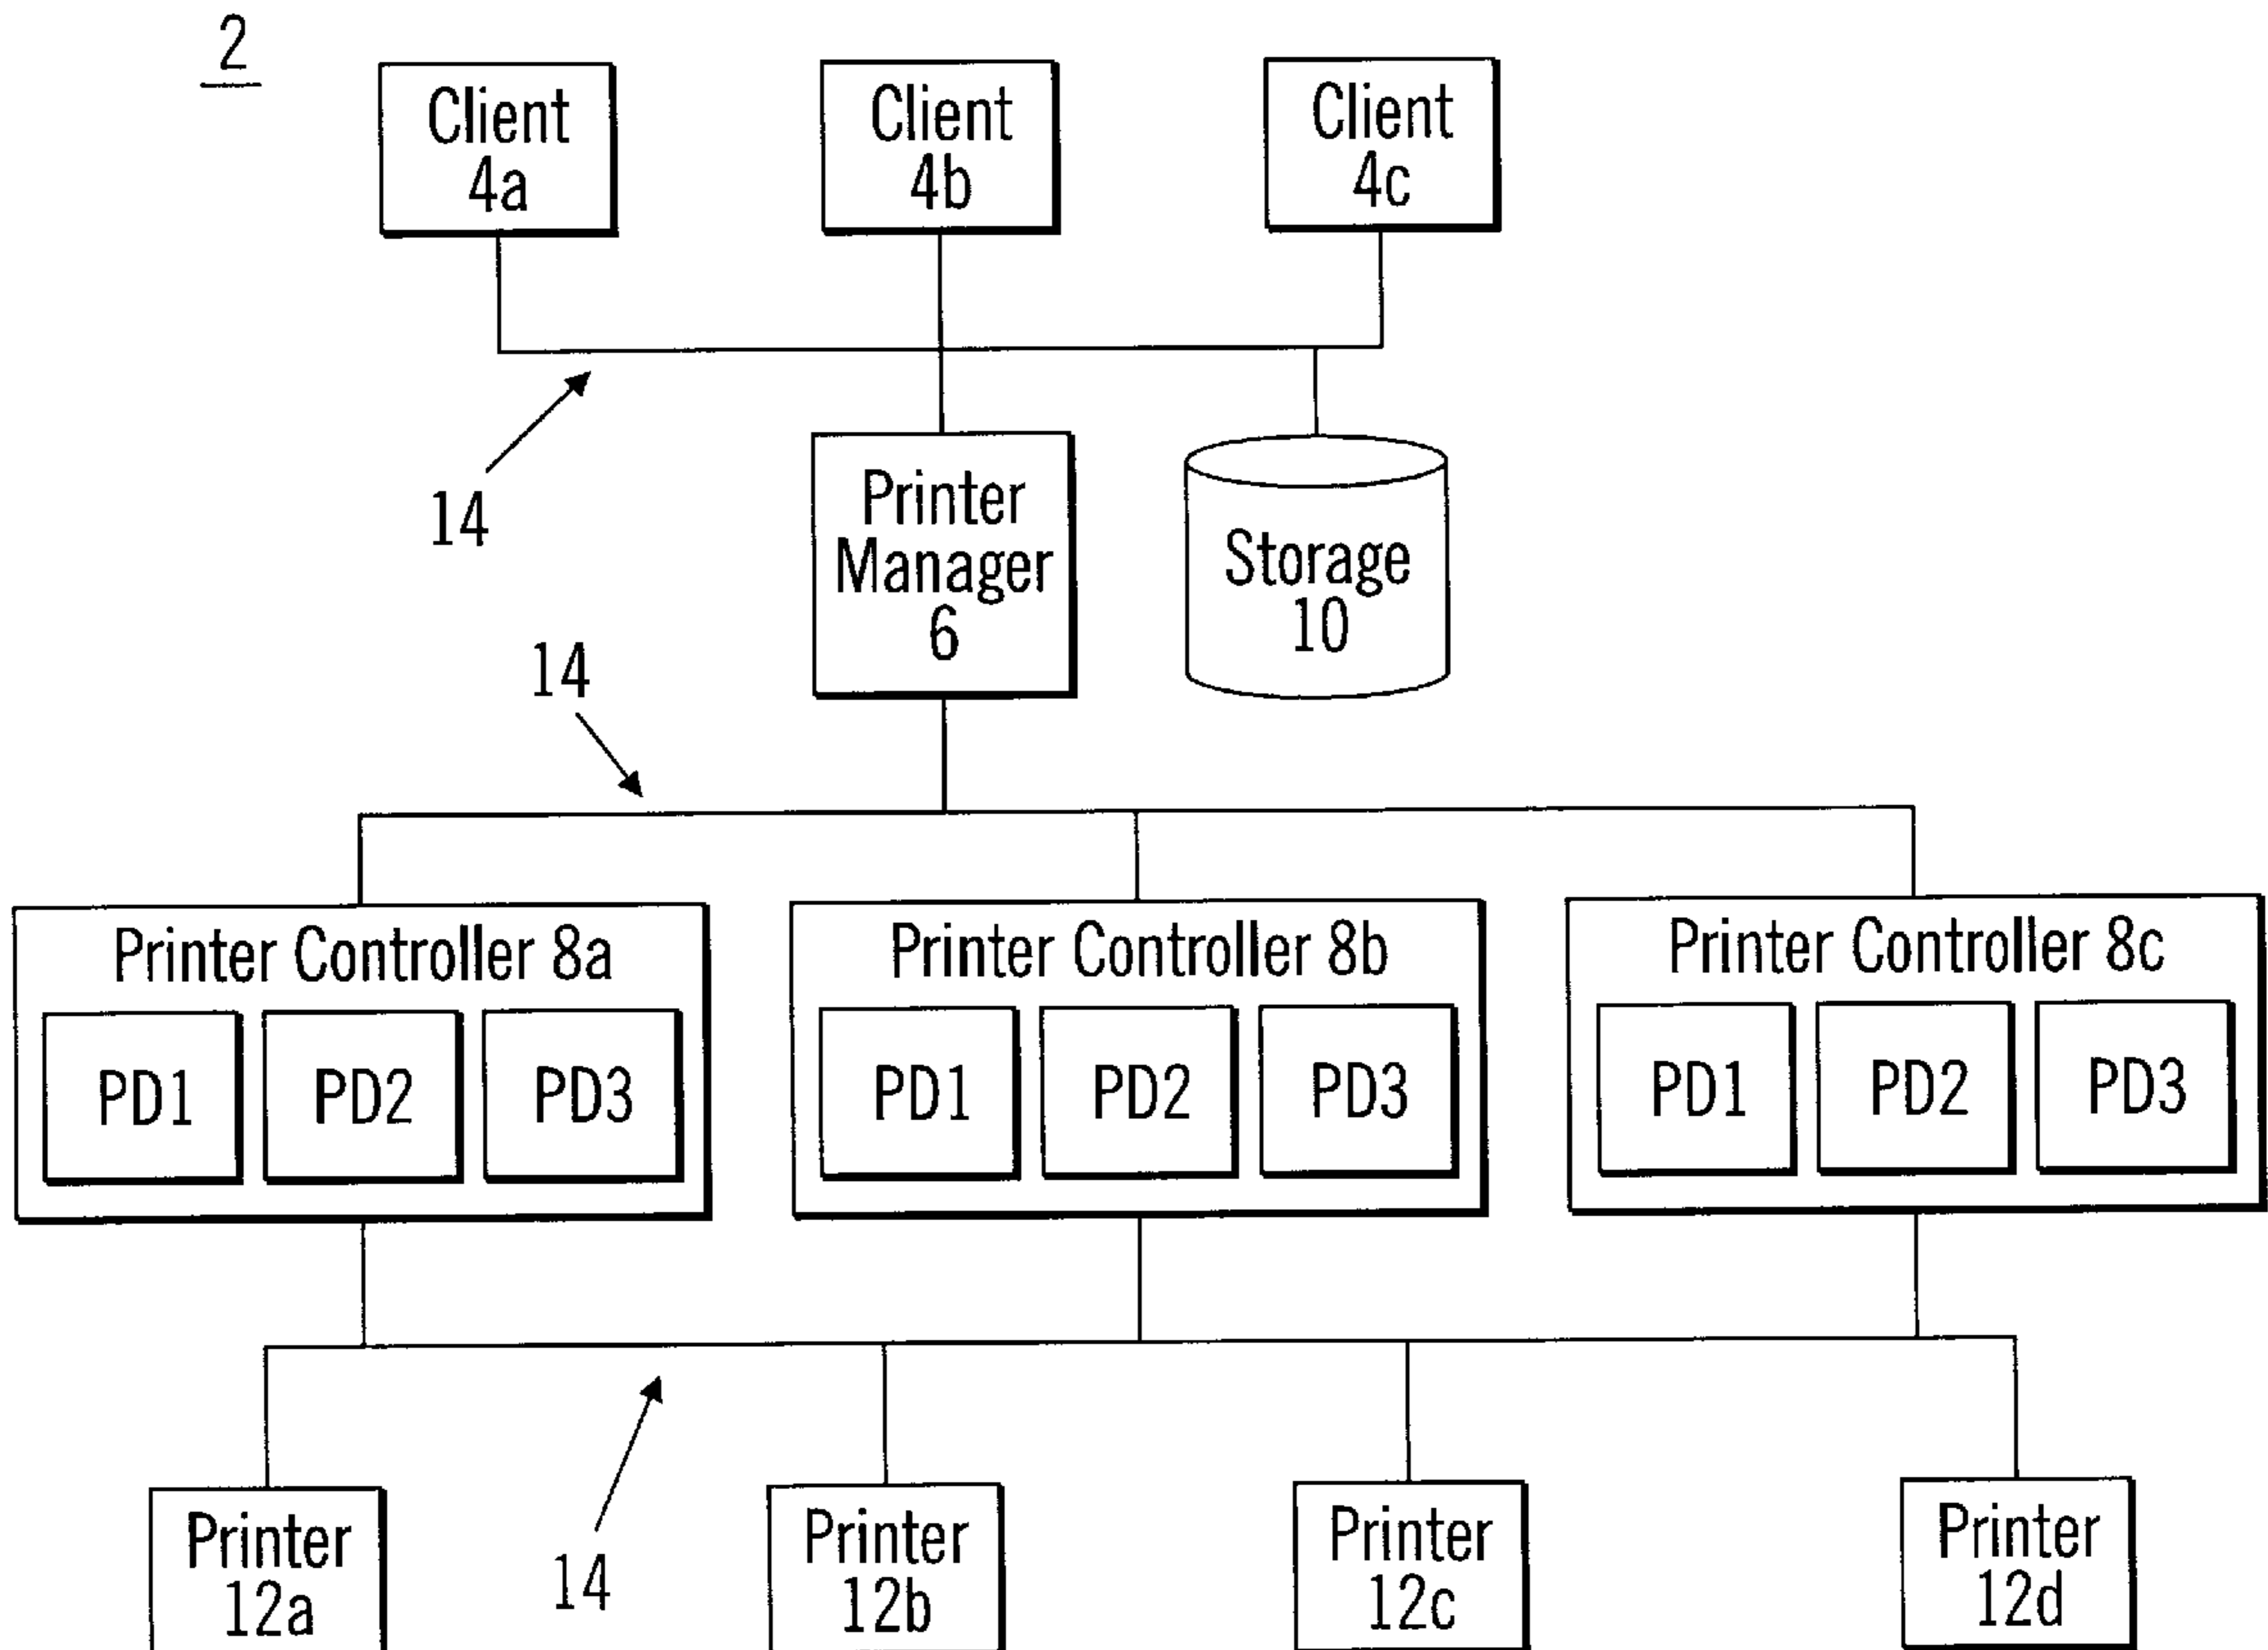 2
Client
4a
Client
4b
Client
4c
14
Printer
Manager
6
Storage
10
14
Printer Controller 8a
PD1
PD2
PD3
Printer Controller 8b
PD1
PD2
PD3
Printer Controller 8c
PD1
PD2
PD3
14
Printer
12a
Printer
12b
Printer
12c
Printer
12d